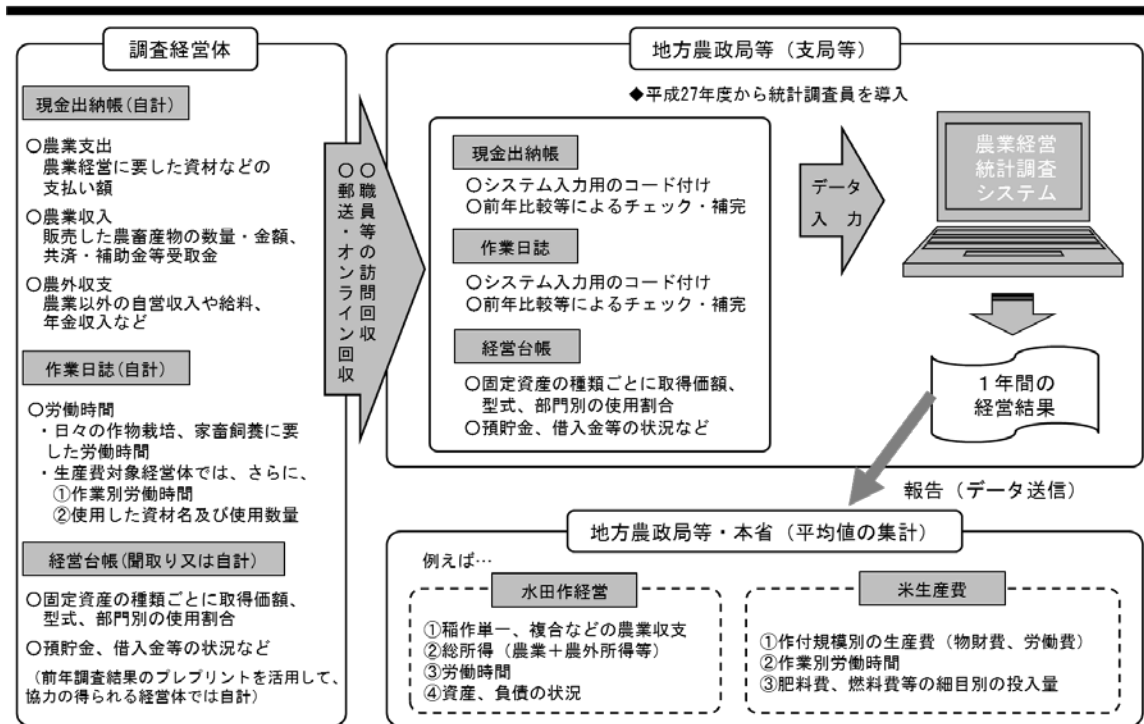 調査経営体
現金出納帳(自計)
○農業支出
農業経営に要した資材などの
支払い額
○農業収入
販売した農畜産物の数量・金額、
共済・補助金等受取金
○農外収支
農業以外の自営収入や給料、
年金収入など
作業日誌(自計)
○労働時間
・日々の作物栽培、家畜飼養に要
した労働時間
・生産費対象経営体では、さらに、
①作業別労働時間
②使用した資材名及び使用数量
経営台帳(聞取り又は自計)
○固定資産の種類ごとに取得価額、
型式、部門別の使用割合
○預貯金、借入金等の状況など
(前年調査結果のプレプリントを活用して、
協力の得られる経営体では自計)
○職員等の訪問回収
○郵送・オンライン回収
地方農政局等(支局等)
◆平成27年度から統計調査員を導入
現金出納帳
○システム入力用のコード付け
○前年比較等によるチェック・補完
作業日誌
○システム入力用のコード付け
○前年比較等によるチェック・補完
経営台帳
○固定資産の種類ごとに取得価額、
型式、部門別の使用割合
○預貯金、借入金等の状況など
データ
入力
農業経営
統計調査
システム
1年間の
経営結果
報告(データ送信)
地方農政局等・本省(平均値の集計)
例えば…
水田作経営
①稲作単一、複合などの農業収支
②総所得(農業+農外所得等)
③労働時間
④資産、負債の状況
米生産費
①作付規模別の生産費(物財費、労働費)
②作業別労働時間
③肥料費、燃料費等の細目別の投入量